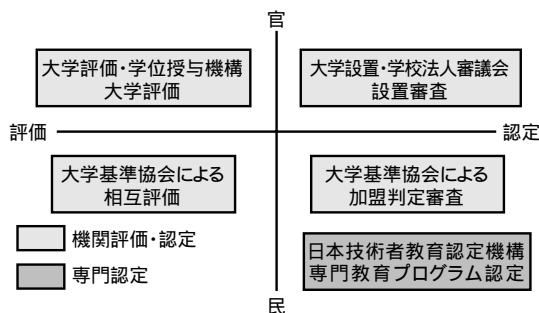 官
大学評価・学位授与機構
大学評価
大学設置・学校法人審議会
設置審査
評価
認定
大学基準協会による
相互評価
大学基準協会による
加盟判定審査
機関評価・認定
専門認定
日本技術者教育認定機構
専門教育プログラム認定
民